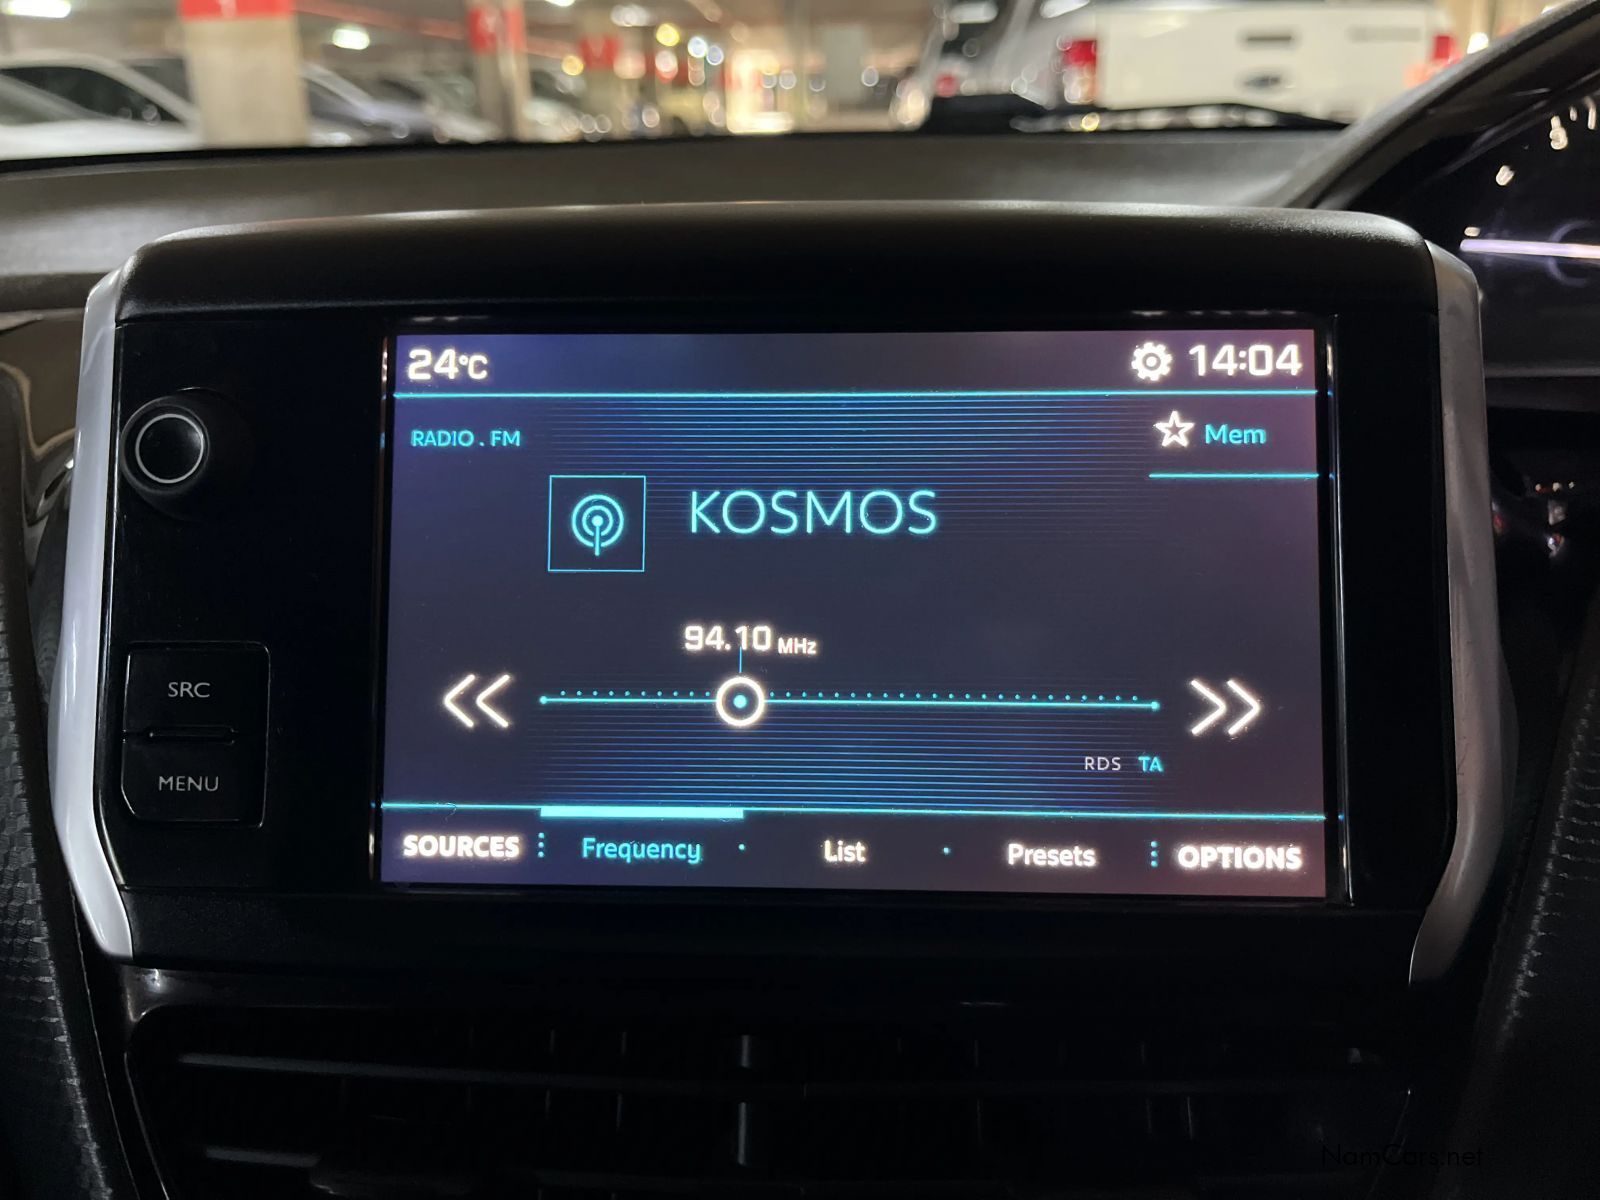 24°C
14:04
RADIO . FM
Mem
KOSMOS
94.10 MHz
SRC
RDS TA
MENU
SOURCES Frequency List Presets OPTIONS
NamCars.net